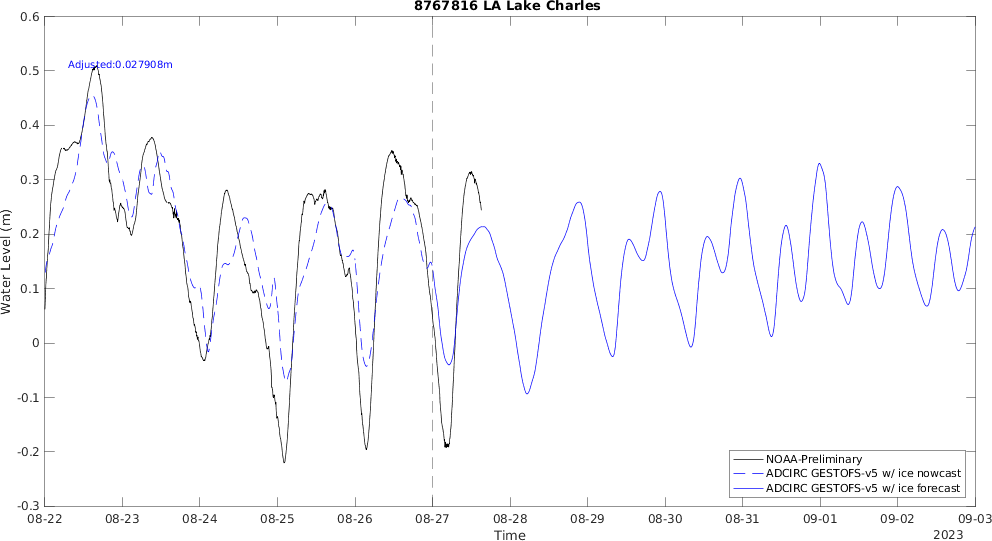 8767816 LA Lake Charles
0.6
0.5
0.4
0.3
0.2
0.1
0
-0.1
-0.2
-0.3
Water Level (m)
Adjusted:0.027908m
NOAA-Preliminary
ADCIRC GESTOFS-v5 w/ ice nowcast
ADCIRC GESTOFS-v5 w/ ice forecast
08-22 08-23 08-24 08-25 08-26 08-27 08-28 08-29 08-30 08-31 09-01 09-02 09-03
Time
2023